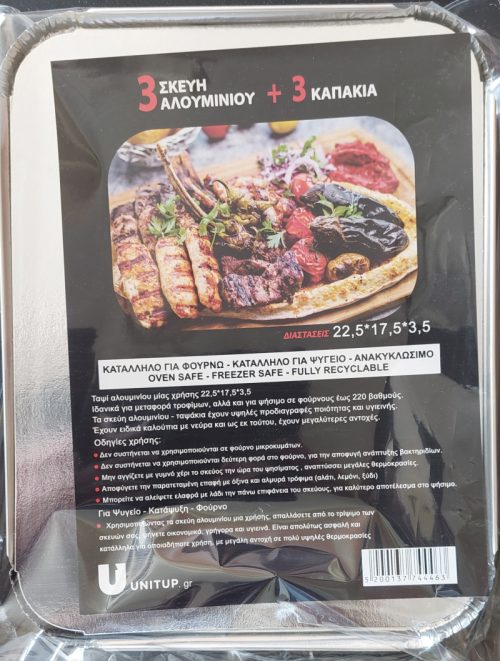 3 ΣΚΕΥΗ ΑΛΟΥΜΙΝΙΟΥ + 3 ΚΑΠΑΚΙΑ
ΔΙΑΣΤΑΣΕΙΣ 22,5*17,5*3,5
ΚΑΤΑΛΛΗΛΟ ΓΙΑ ΦΟΥΡΝΩ - ΚΑΤΑΛΛΗΛΟ ΓΙΑ ΨΥΓΕΙΟ - ΑΝΑΚΥΚΛΩΣΙΜΟ
OVEN SAFE - FREEZER SAFE - FULLY RECYCLABLE
Ταψί αλουμινίου μίας χρήσης 22,5*17,5*3,5
Ιδανικά για μεταφορά τροφίμων, αλλά και για ψήσιμο σε φούρνους έως 220 βαθμούς.
Τα σκεύη αλουμινίου - ταψάκια έχουν υψηλές προδιαγραφές ποιότητας και υγιεινής.
Έχουν ειδικά καλούπια με νεύρα και ως εκ τούτου, έχουν μεγαλύτερες αντοχές.
Οδηγίες χρήσης:
• Δεν συστήνεται να χρησιμοποιούνται σε φούρνο μικροκυμάτων.
• Δεν συστήνεται να χρησιμοποιούνται δεύτερη φορά στο φούρνο, για την αποφυγή ανάπτυξης βακτηριδίων.
• Μην αγγίζετε με γυμνό χέρι το σκεύος την ώρα του ψησίματος , αναπτύσσει μεγάλες θερμοκρασίες.
• Αποφύγετε την παρατεταμένη επαφή με όξινα και αλμυρά τρόφιμα (αλάτι, λεμόνι, ξύδι)
• Μπορείτε να αλείψετε ελαφρά με λάδι την πάνω επιφάνεια του σκεύους, για καλύτερο αποτέλεσμα στο ψήσιμο.
Για Ψυγείο - Κατάψυξη - Φούρνο
• Χρησιμοποιώντας τα σκεύη αλουμινίου μια χρήσης, απαλλάσετε από το τρίψιμο των
σκευών σας, ψήνετε οικονομικά, γρήγορα και υγιεινά. Είναι απολύτως ασφαλή και
κατάλληλα για οποιαδήποτε χρήση, με μεγάλη αντοχή σε πολύ υψηλές θερμοκρασίες
UNITUP.gr
5200137744463